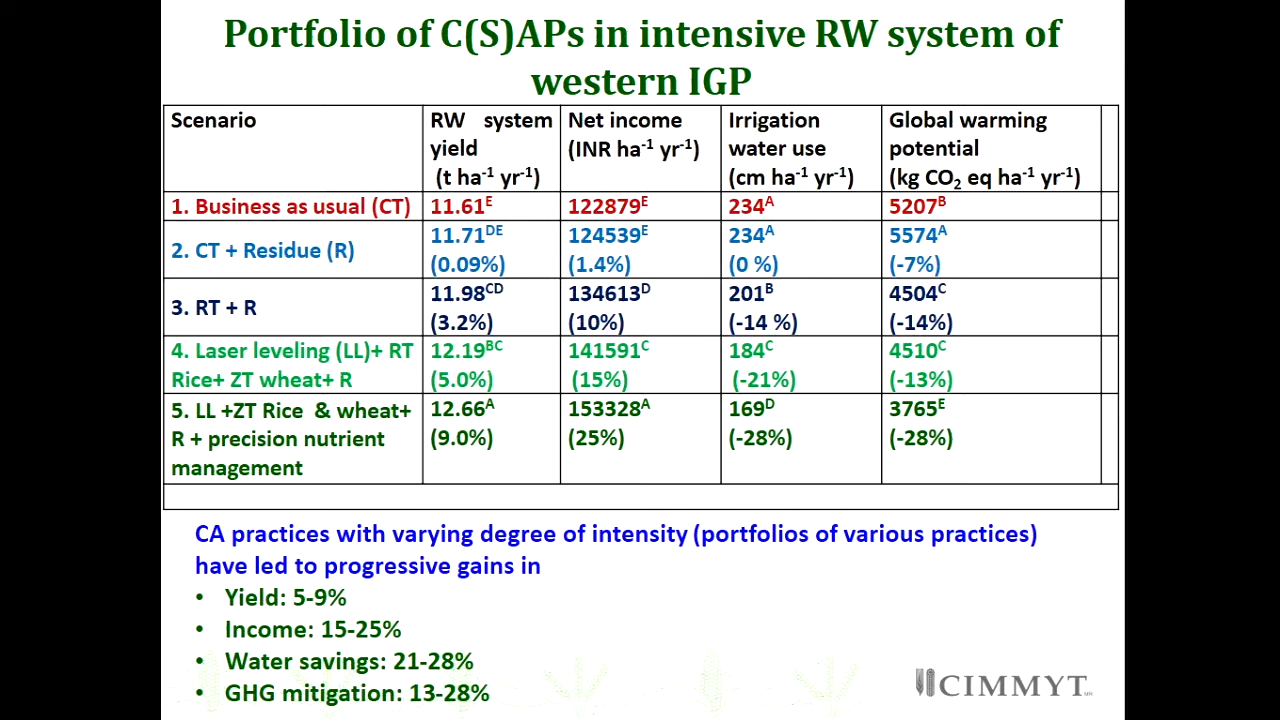 Portfolio of C(S)APs in intensive RW system of
western IGP
Scenario
RW system
yield
(t ha⁻¹ yr⁻¹)
Net income
(INR ha⁻¹ yr⁻¹)
Irrigation
water use
(cm ha⁻¹ yr⁻¹)
Global warming
potential
(kg CO₂ eq ha⁻¹ yr⁻¹)
1. Business as usual (CT)
11.61ᴱ
122879ᴱ
234ᴬ
5207ᴮ
2. CT + Residue (R)
11.71ᴰᴱ
(0.09%)
124539ᴱ
(1.4%)
234ᴬ
(0 %)
5574ᴬ
(-7%)
3. RT + R
11.98ᶜᴰ
(3.2%)
134613ᴰ
(10%)
201ᴮ
(-14 %)
4504ᶜ
(-14%)
4. Laser leveling (LL)+ RT
Rice+ ZT wheat+ R
12.19ᴮᶜ
(5.0%)
141591ᶜ
(15%)
184ᶜ
(-21%)
4510ᶜ
(-13%)
5. LL +ZT Rice & wheat+
R + precision nutrient
management
12.66ᴬ
(9.0%)
153328ᴬ
(25%)
169ᴰ
(-28%)
3765ᴱ
(-28%)
CA practices with varying degree of intensity (portfolios of various practices)
have led to progressive gains in
• Yield: 5-9%
• Income: 15-25%
• Water savings: 21-28%
• GHG mitigation: 13-28%
CIMMYT